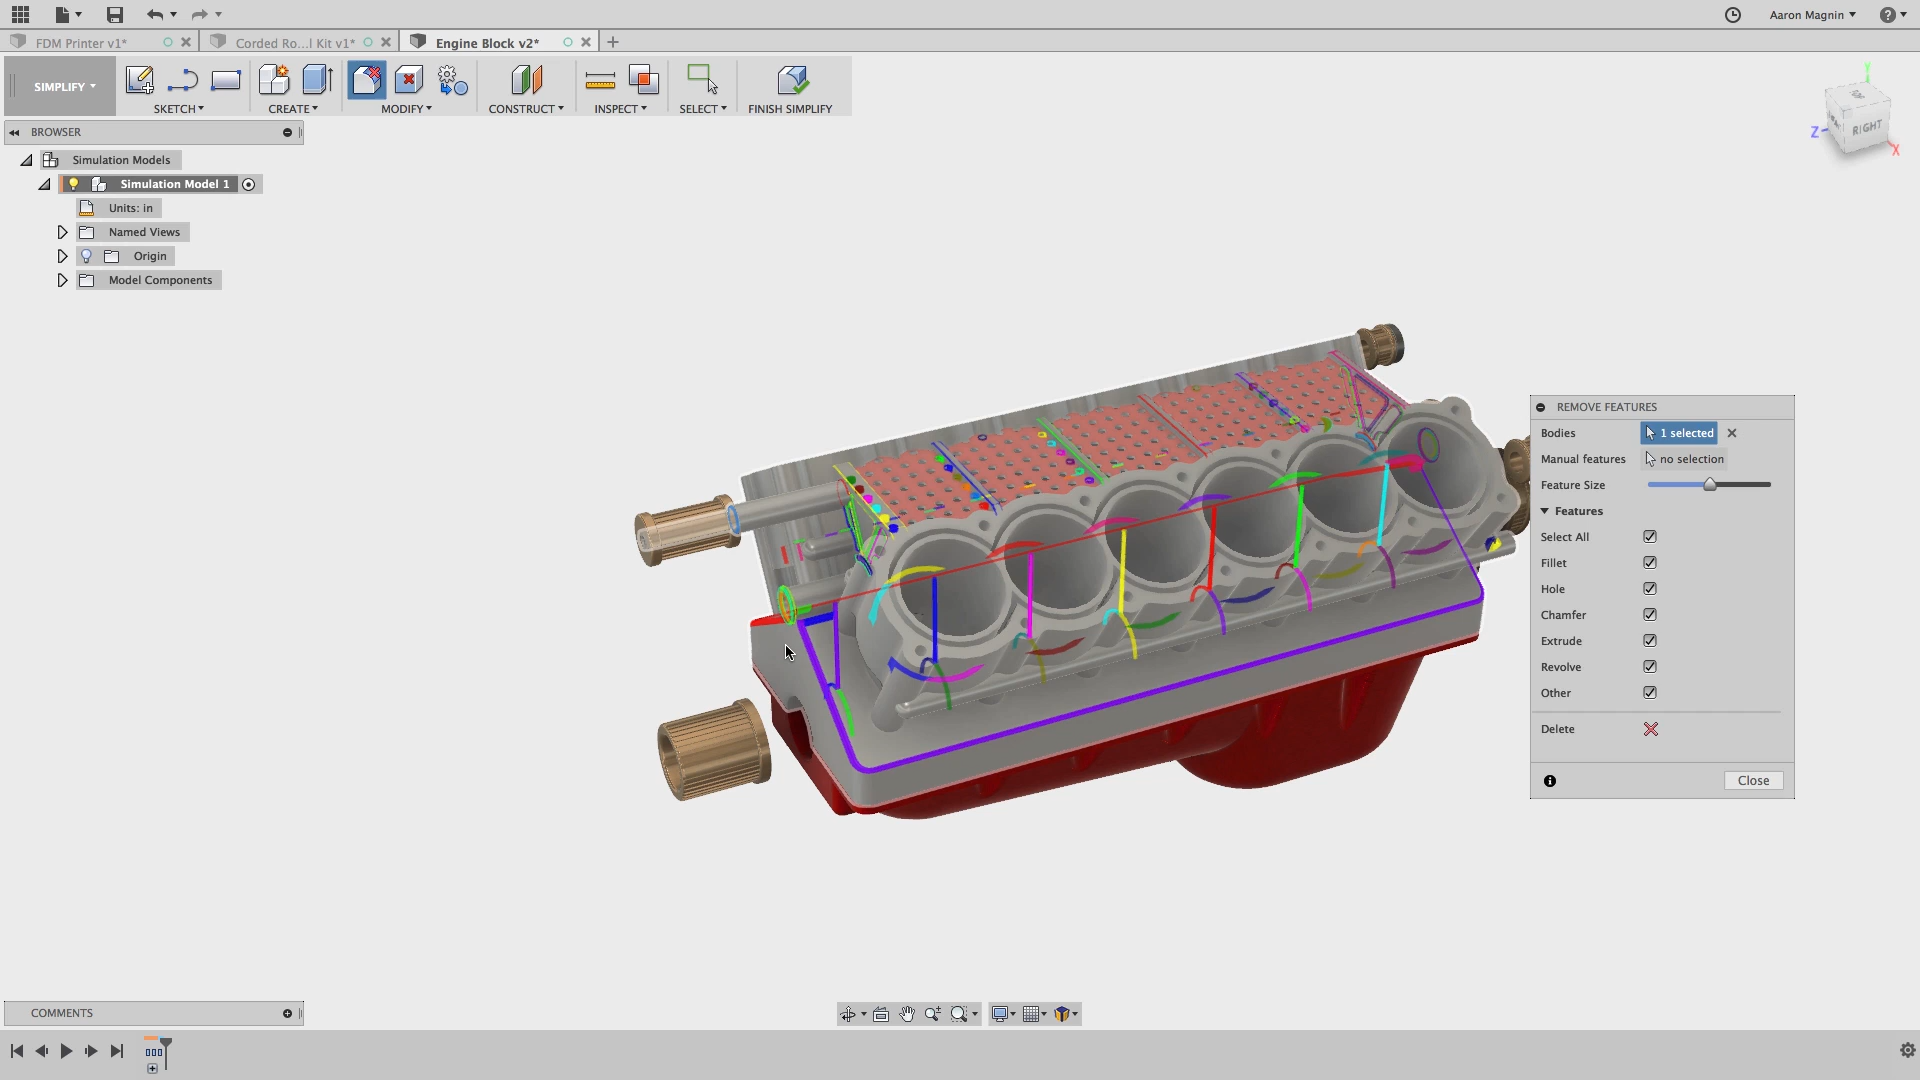 Aaron Magnin
FDM Printer v1*
Corded Ro...l Kit v1*
Engine Block v2*
SIMPLIFY
SKETCH
CREATE
MODIFY
CONSTRUCT
INSPECT
SELECT
FINISH SIMPLIFY
BROWSER
Simulation Models
Simulation Model 1
Units: in
Named Views
Origin
Model Components
Y
Z
X
RIGHT
REMOVE FEATURES
Bodies
1 selected
Manual features
no selection
Feature Size
Features
Select All
Fillet
Hole
Chamfer
Extrude
Revolve
Other
Delete
Close
COMMENTS